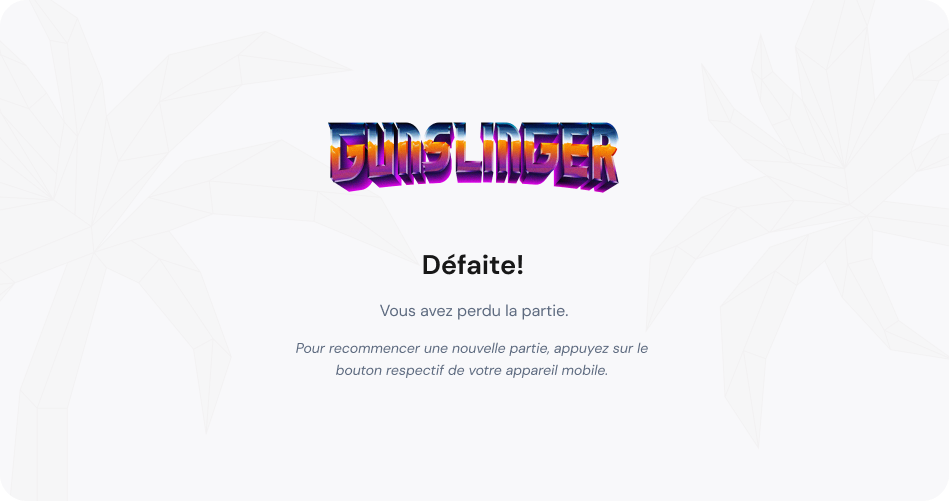 GUNSLINGER
Défaite!
Vous avez perdu la partie.
Pour recommencer une nouvelle partie, appuyez sur le
bouton respectif de votre appareil mobile.